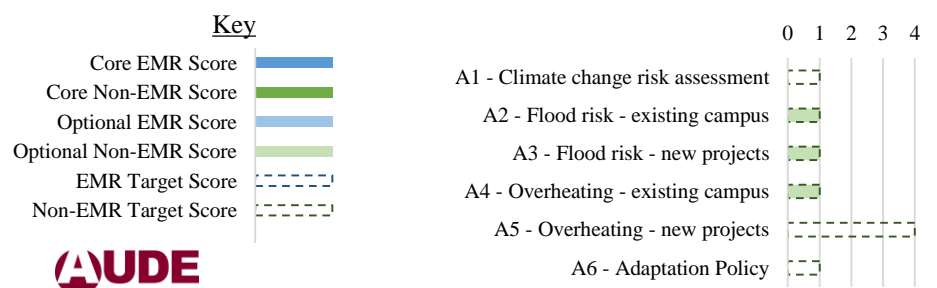 Key
Core EMR Score
Core Non-EMR Score
Optional EMR Score
Optional Non-EMR Score
EMR Target Score
Non-EMR Target Score
AUDE
0 1 2 3 4
A1 - Climate change risk assessment
A2 - Flood risk - existing campus
A3 - Flood risk - new projects
A4 - Overheating - existing campus
A5 - Overheating - new projects
A6 - Adaptation Policy